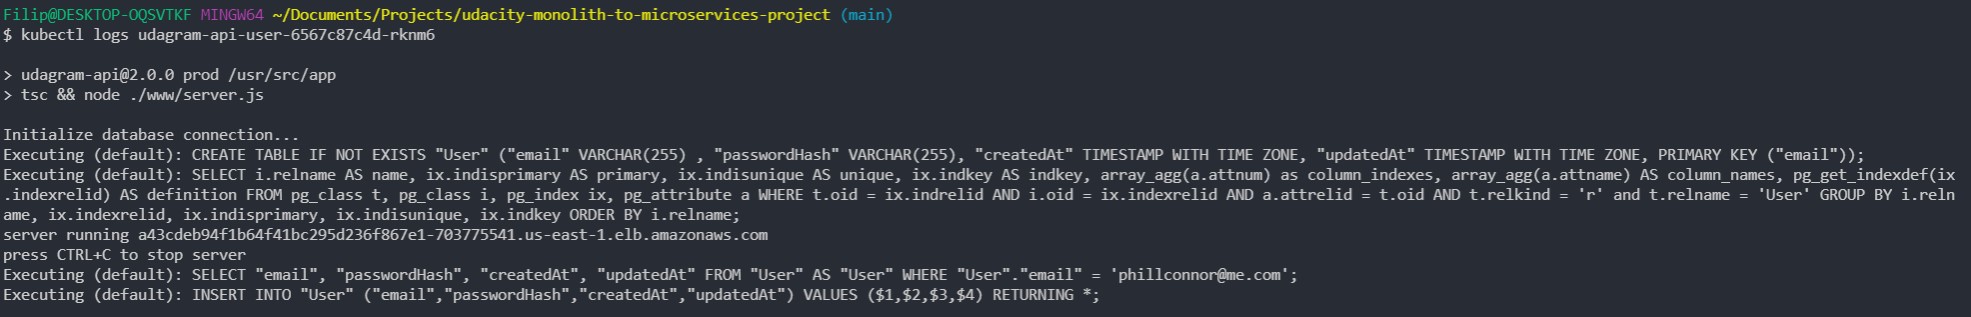 Filip@DESKTOP-OQSVTKF MINGW64 ~/Documents/Projects/udacity-monolith-to-microservices-project (main)
$ kubectl logs udagram-api-user-6567c87c4d-rknm6
> udagram-api@2.0.0 prod /usr/src/app
> tsc && node ./www/server.js
Initialize database connection...
Executing (default): CREATE TABLE IF NOT EXISTS "User" ("email" VARCHAR(255) , "passwordHash" VARCHAR(255), "createdAt" TIMESTAMP WITH TIME ZONE, "updatedAt" TIMESTAMP WITH TIME ZONE, PRIMARY KEY ("email"));
Executing (default): SELECT i.relname AS name, ix.indisprimary AS primary, ix.indisunique AS unique, ix.indkey AS indkey, array_agg(a.attnum) as column_indexes, array_agg(a.attname) AS column_names, pg_get_indexdef(ix
.indexrelid) AS definition FROM pg_class t, pg_class i, pg_index ix, pg_attribute a WHERE t.oid = ix.indrelid AND i.oid = ix.indexrelid AND a.attrelid = t.oid AND t.relkind = 'r' and t.relname = 'User' GROUP BY i.reln
ame, ix.indexrelid, ix.indisprimary, ix.indisunique, ix.indkey ORDER BY i.relname;
server running a43cdeb94f1b64f41bc295d236f867e1-703775541.us-east-1.elb.amazonaws.com
press CTRL+C to stop server
Executing (default): SELECT "email", "passwordHash", "createdAt", "updatedAt" FROM "User" AS "User" WHERE "User"."email" = 'phillconnor@me.com';
Executing (default): INSERT INTO "User" ("email","passwordHash","createdAt","updatedAt") VALUES ($1,$2,$3,$4) RETURNING *;